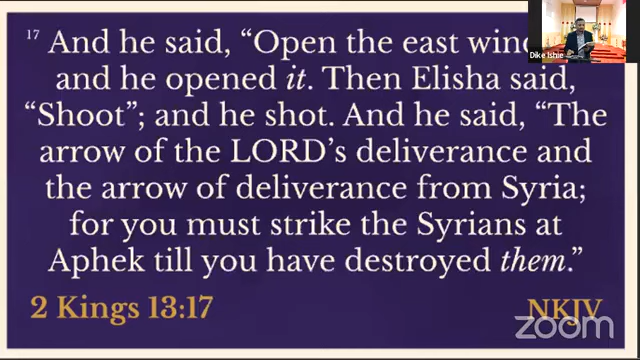 17 And he said, “Open the east
and he opened it. Then Elisha said,
“Shoot”; and he shot. And he said, “The
arrow of the LORD’s deliverance and
the arrow of deliverance from Syria;
for you must strike the Syrians at
Aphek till you have destroyed them.”
2 Kings 13:17
NKJV
zoom
Dike Ishie